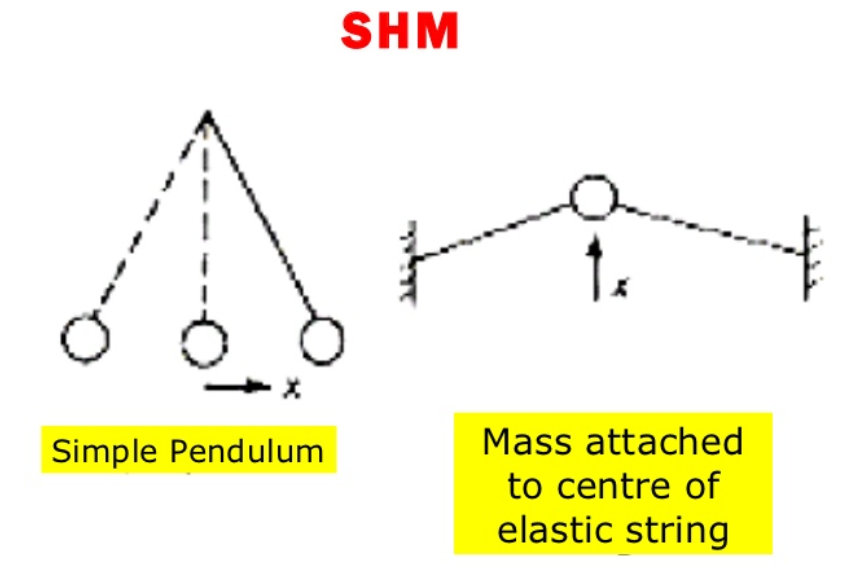 SHM
x
x
Simple Pendulum
Mass attached
to centre of
elastic string